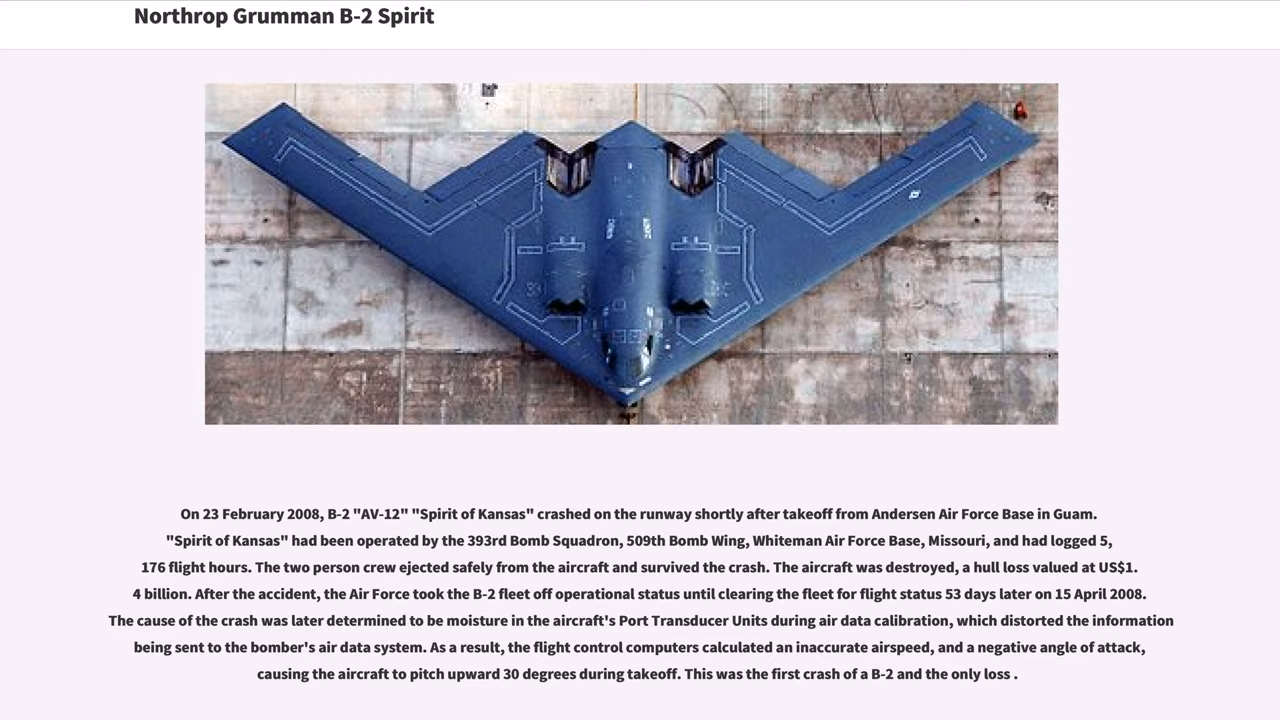 Northrop Grumman B-2 Spirit
On 23 February 2008, B-2 "AV-12" "Spirit of Kansas" crashed on the runway shortly after takeoff from Andersen Air Force Base in Guam.
"Spirit of Kansas" had been operated by the 393rd Bomb Squadron, 509th Bomb Wing, Whiteman Air Force Base, Missouri, and had logged 5,
176 flight hours. The two person crew ejected safely from the aircraft and survived the crash. The aircraft was destroyed, a hull loss valued at US$1.
4 billion. After the accident, the Air Force took the B-2 fleet off operational status until clearing the fleet for flight status 53 days later on 15 April 2008.
The cause of the crash was later determined to be moisture in the aircraft's Port Transducer Units during air data calibration, which distorted the information
being sent to the bomber's air data system. As a result, the flight control computers calculated an inaccurate airspeed, and a negative angle of attack,
causing the aircraft to pitch upward 30 degrees during takeoff. This was the first crash of a B-2 and the only loss .